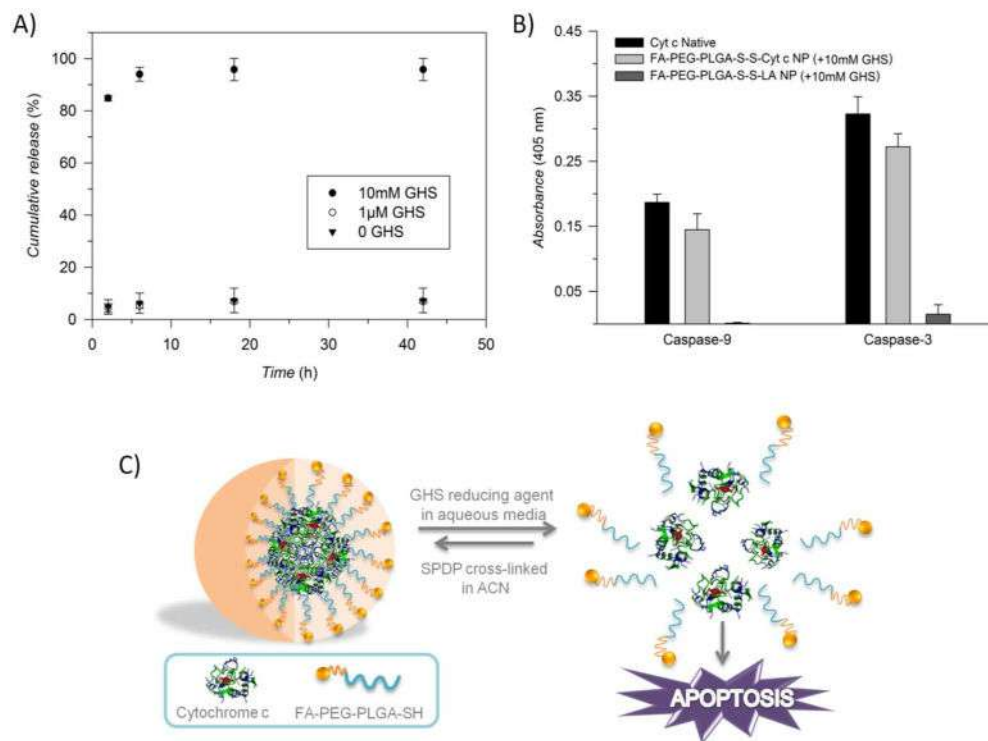 A)
100
80
60
40
20
0
0
10
20
30
40
50
Cumulative release (%)
Time (h)
10mM GHS
1µM GHS
0 GHS
B)
0.45
0.35
0.25
0.15
0.05
Absorbance (405 nm)
Cyt c Native
FA-PEG-PLGA-S-S-Cyt c NP (+10mM GHS)
FA-PEG-PLGA-S-S-LA NP (+10mM GHS)
Caspase-9
Caspase-3
C)
GHS reducing agent
in aqueous media
SPDP cross-linked
in ACN
Cytochrome c
FA-PEG-PLGA-SH
APOPTOSIS